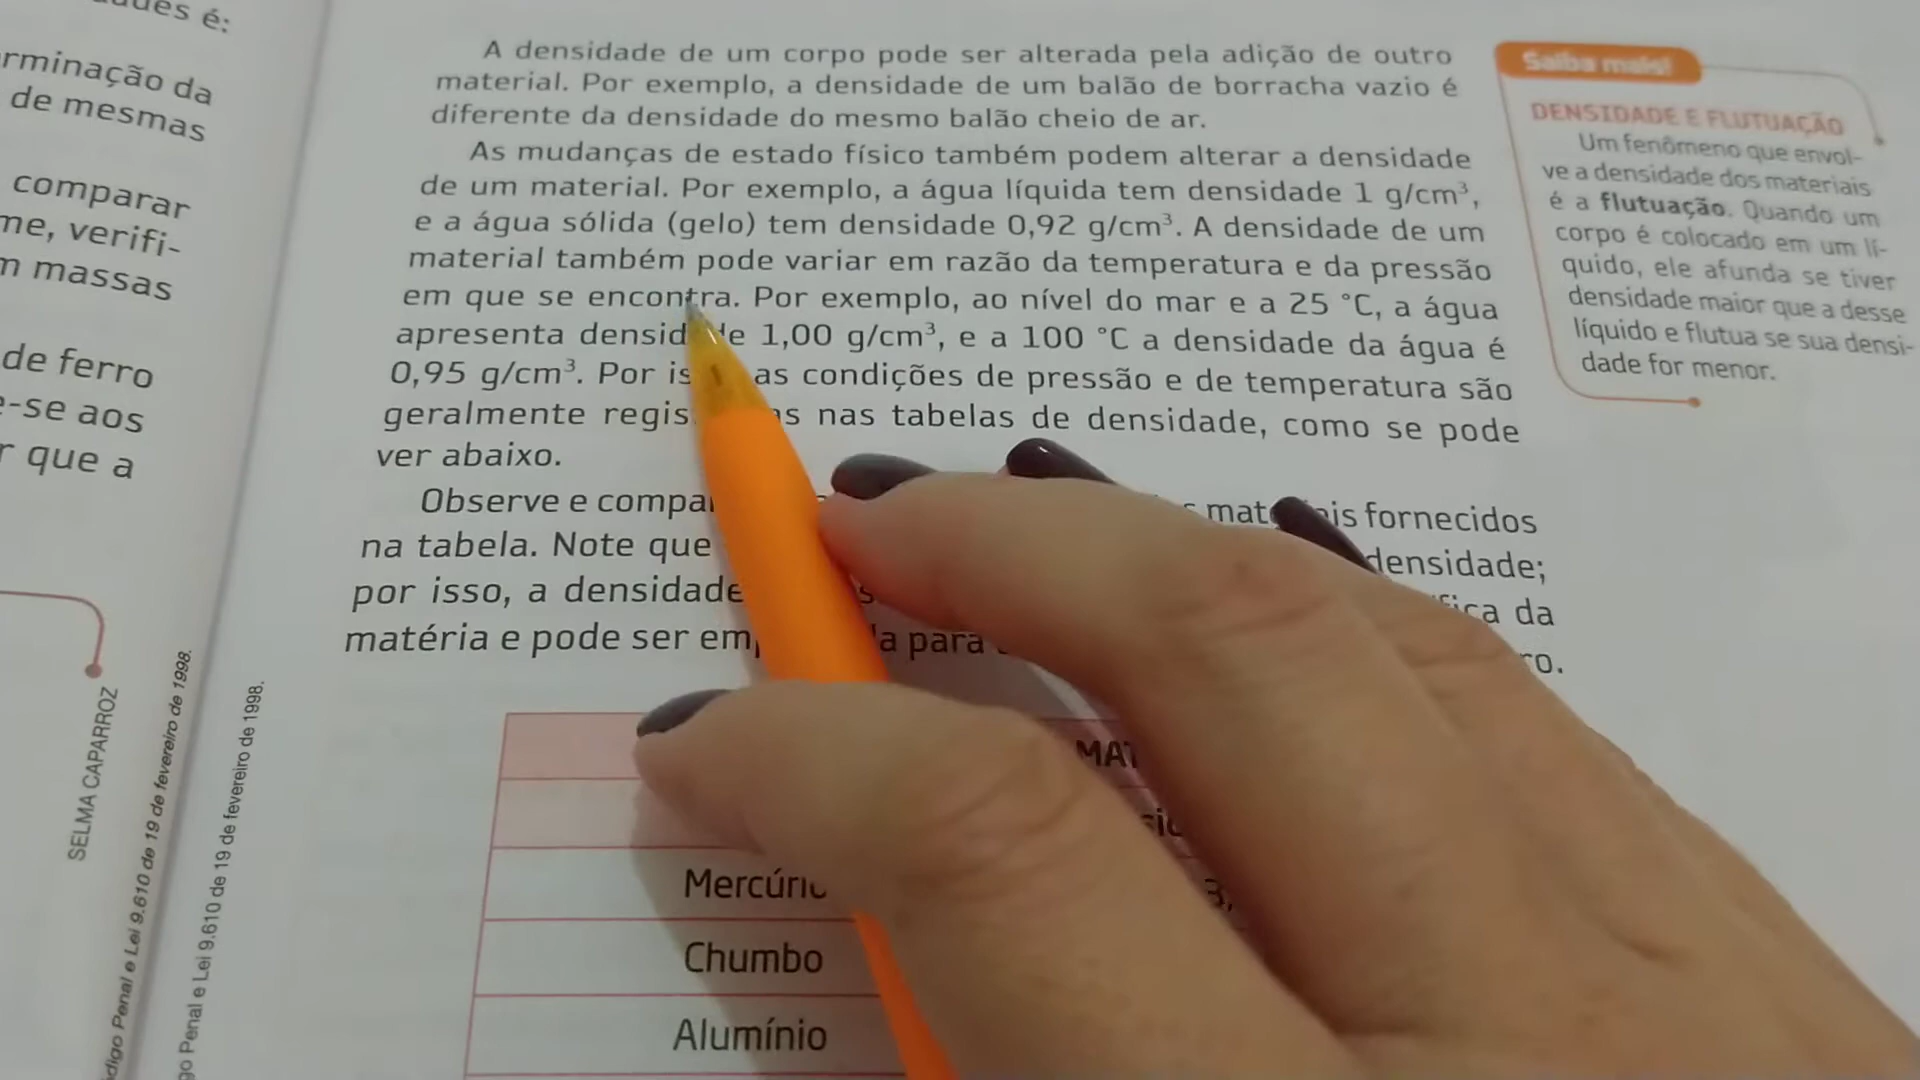 é:
rminação da
de mesmas
comparar
me, verifi-
m massas
de ferro
e-se aos
r que a
SELMA CAPARROZ
digo Penal e Lei 9.610 de 19 de fevereiro de 1998.
go Penal e Lei 9.610 de 19 de fevereiro de 1998.
A densidade de um corpo pode ser alterada pela adição de outro
material. Por exemplo, a densidade de um balão de borracha vazio é
diferente da densidade do mesmo balão cheio de ar.
As mudanças de estado físico também podem alterar a densidade
de um material. Por exemplo, a água líquida tem densidade 1 g/cm³,
e a água sólida (gelo) tem densidade 0,92 g/cm³. A densidade de um
material também pode variar em razão da temperatura e da pressão
em que se encontra. Por exemplo, ao nível do mar e a 25 °C, a água
apresenta densidade 1,00 g/cm³, e a 100 °C a densidade da água é
0,95 g/cm³. Por is as condições de pressão e de temperatura são
geralmente regis as nas tabelas de densidade, como se pode
ver abaixo.
Observe e compa fornecidos
na tabela. Note que densidade;
por isso, a densidade da
matéria e pode ser em para
MAT
Mercúrio
Chumbo
Alumínio
Saiba mais!
DENSIDADE E FLUTUAÇÃO
Um fenômeno que envol-
ve a densidade dos materiais
é a flutuação. Quando um
corpo é colocado em um lí-
quido, ele afunda se tiver
densidade maior que a desse
líquido e flutua se sua densi-
dade for menor.